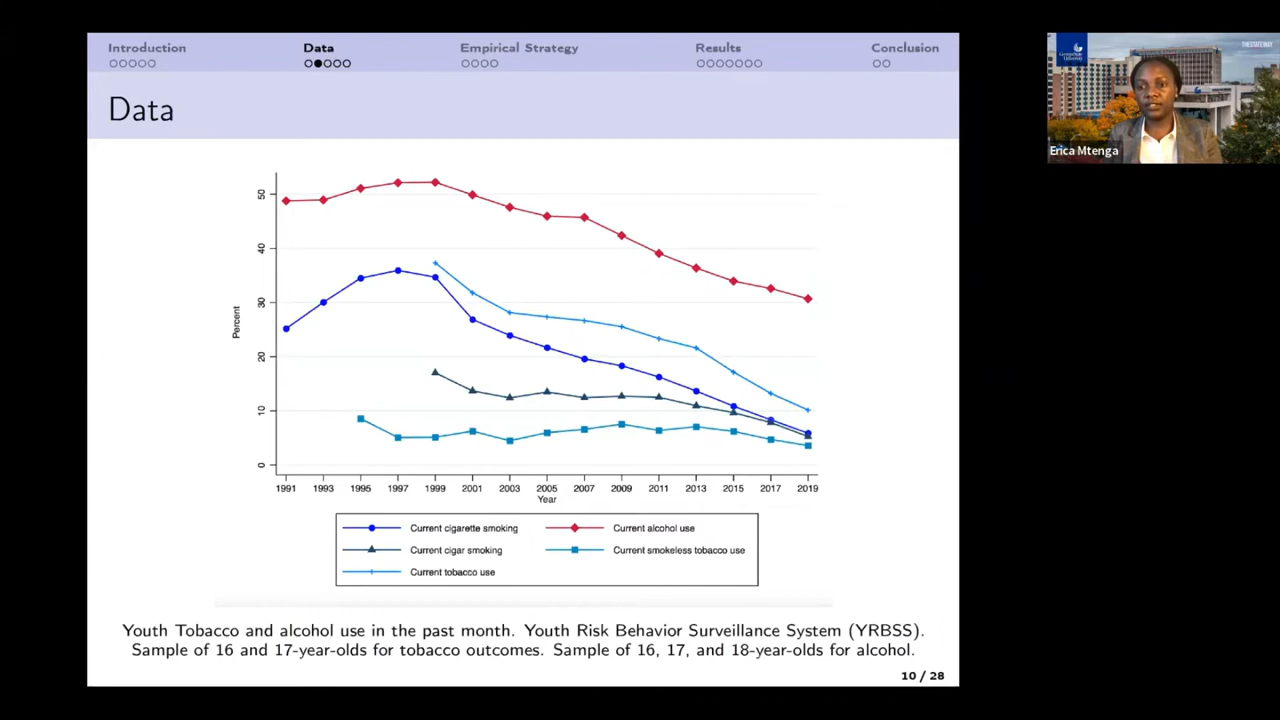 Introduction
Data
Empirical Strategy
Results
Conclusion
Data
50
40
30
20
10
0
Percent
1991 1993 1995 1997 1999 2001 2003 2005 2007 2009 2011 2013 2015 2017 2019
Year
Current cigarette smoking
Current alcohol use
Current cigar smoking
Current smokeless tobacco use
Current tobacco use
Youth Tobacco and alcohol use in the past month. Youth Risk Behavior Surveillance System (YRBSS).
Sample of 16 and 17-year-olds for tobacco outcomes. Sample of 16, 17, and 18-year-olds for alcohol.
10 / 28
THE STATE WAY
Erica Mtenga